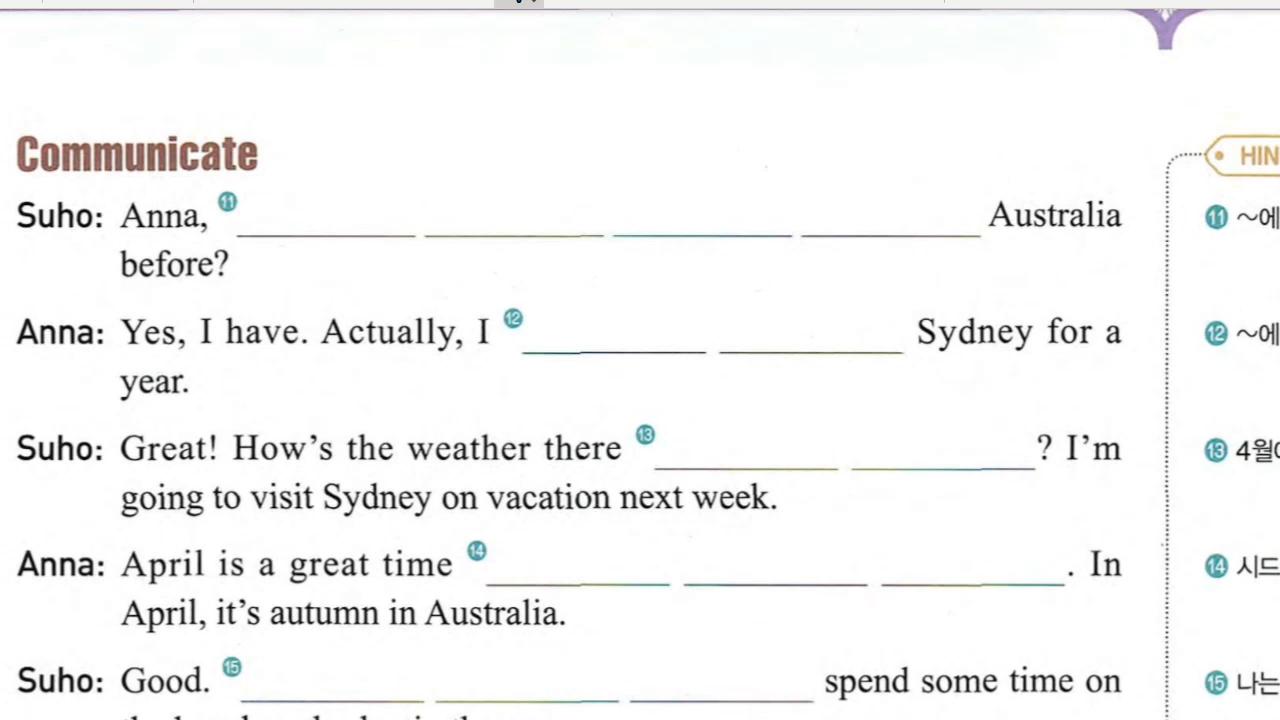 Communicate
Suho: Anna, ⑪ ________ ________ ________ ________ Australia
before?
Anna: Yes, I have. Actually, I ⑫ ________ ________ Sydney for a
year.
Suho: Great! How's the weather there ⑬ ________ ________? I'm
going to visit Sydney on vacation next week.
Anna: April is a great time ⑭ ________ ________ ________. In
April, it's autumn in Australia.
Suho: Good. ⑮ ________ ________ ________ spend some time on
HIN
⑪ ~에
⑫ ~에
⑬ 4월
⑭ 시드
⑮ 나는